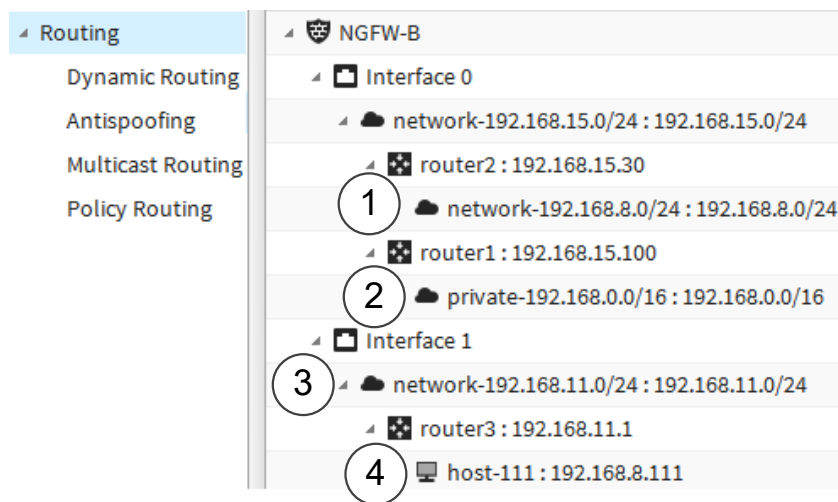 Routing
Dynamic Routing
Antispoofing
Multicast Routing
Policy Routing
NGFW-B
Interface 0
network-192.168.15.0/24 : 192.168.15.0/24
router2 : 192.168.15.30
1 network-192.168.8.0/24 : 192.168.8.0/24
router1 : 192.168.15.100
2 private-192.168.0.0/16 : 192.168.0.0/16
Interface 1
3 network-192.168.11.0/24 : 192.168.11.0/24
router3 : 192.168.11.1
4 host-111 : 192.168.8.111